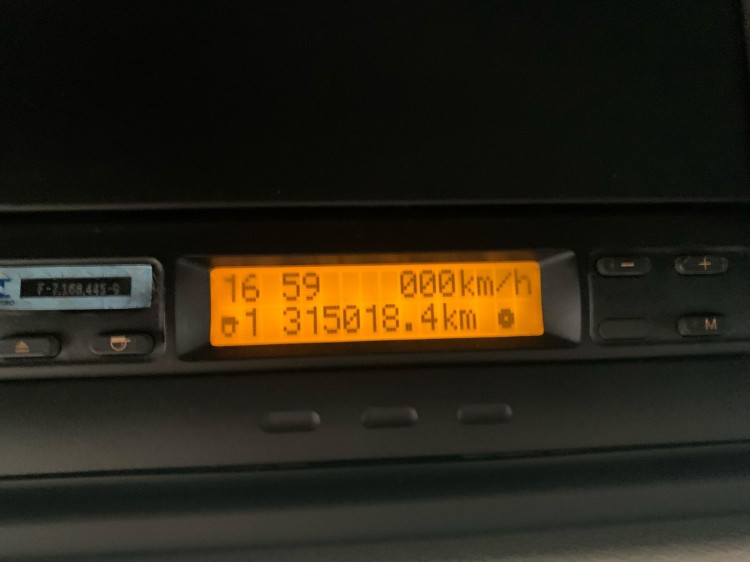 16 59 000km/h
1 315018.4km
F-7.168.445-9
- +
M